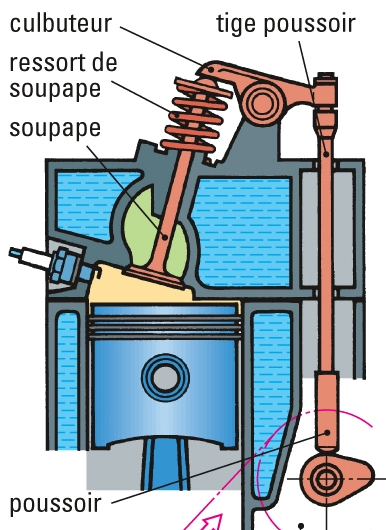 culbuteur
tige poussoir
ressort de
soupape
soupape
poussoir